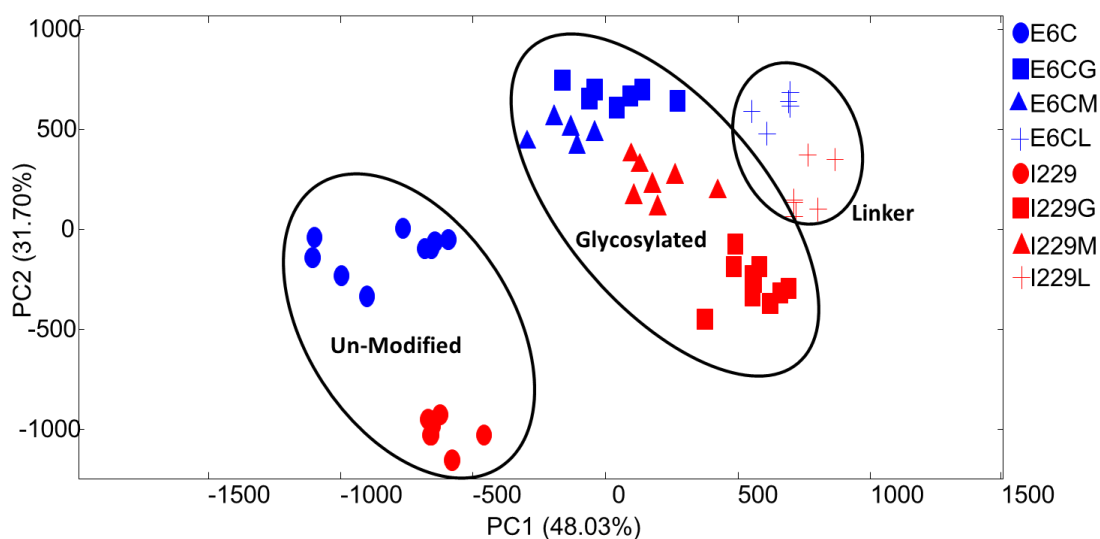 1000
500
0
-500
-1000
PC2 (31.70%)
-1500
-1000
-500
0
500
1000
1500
PC1 (48.03%)
Un-Modified
Glycosylated
Linker
E6C
E6CG
E6CM
E6CL
I229
I229G
I229M
I229L